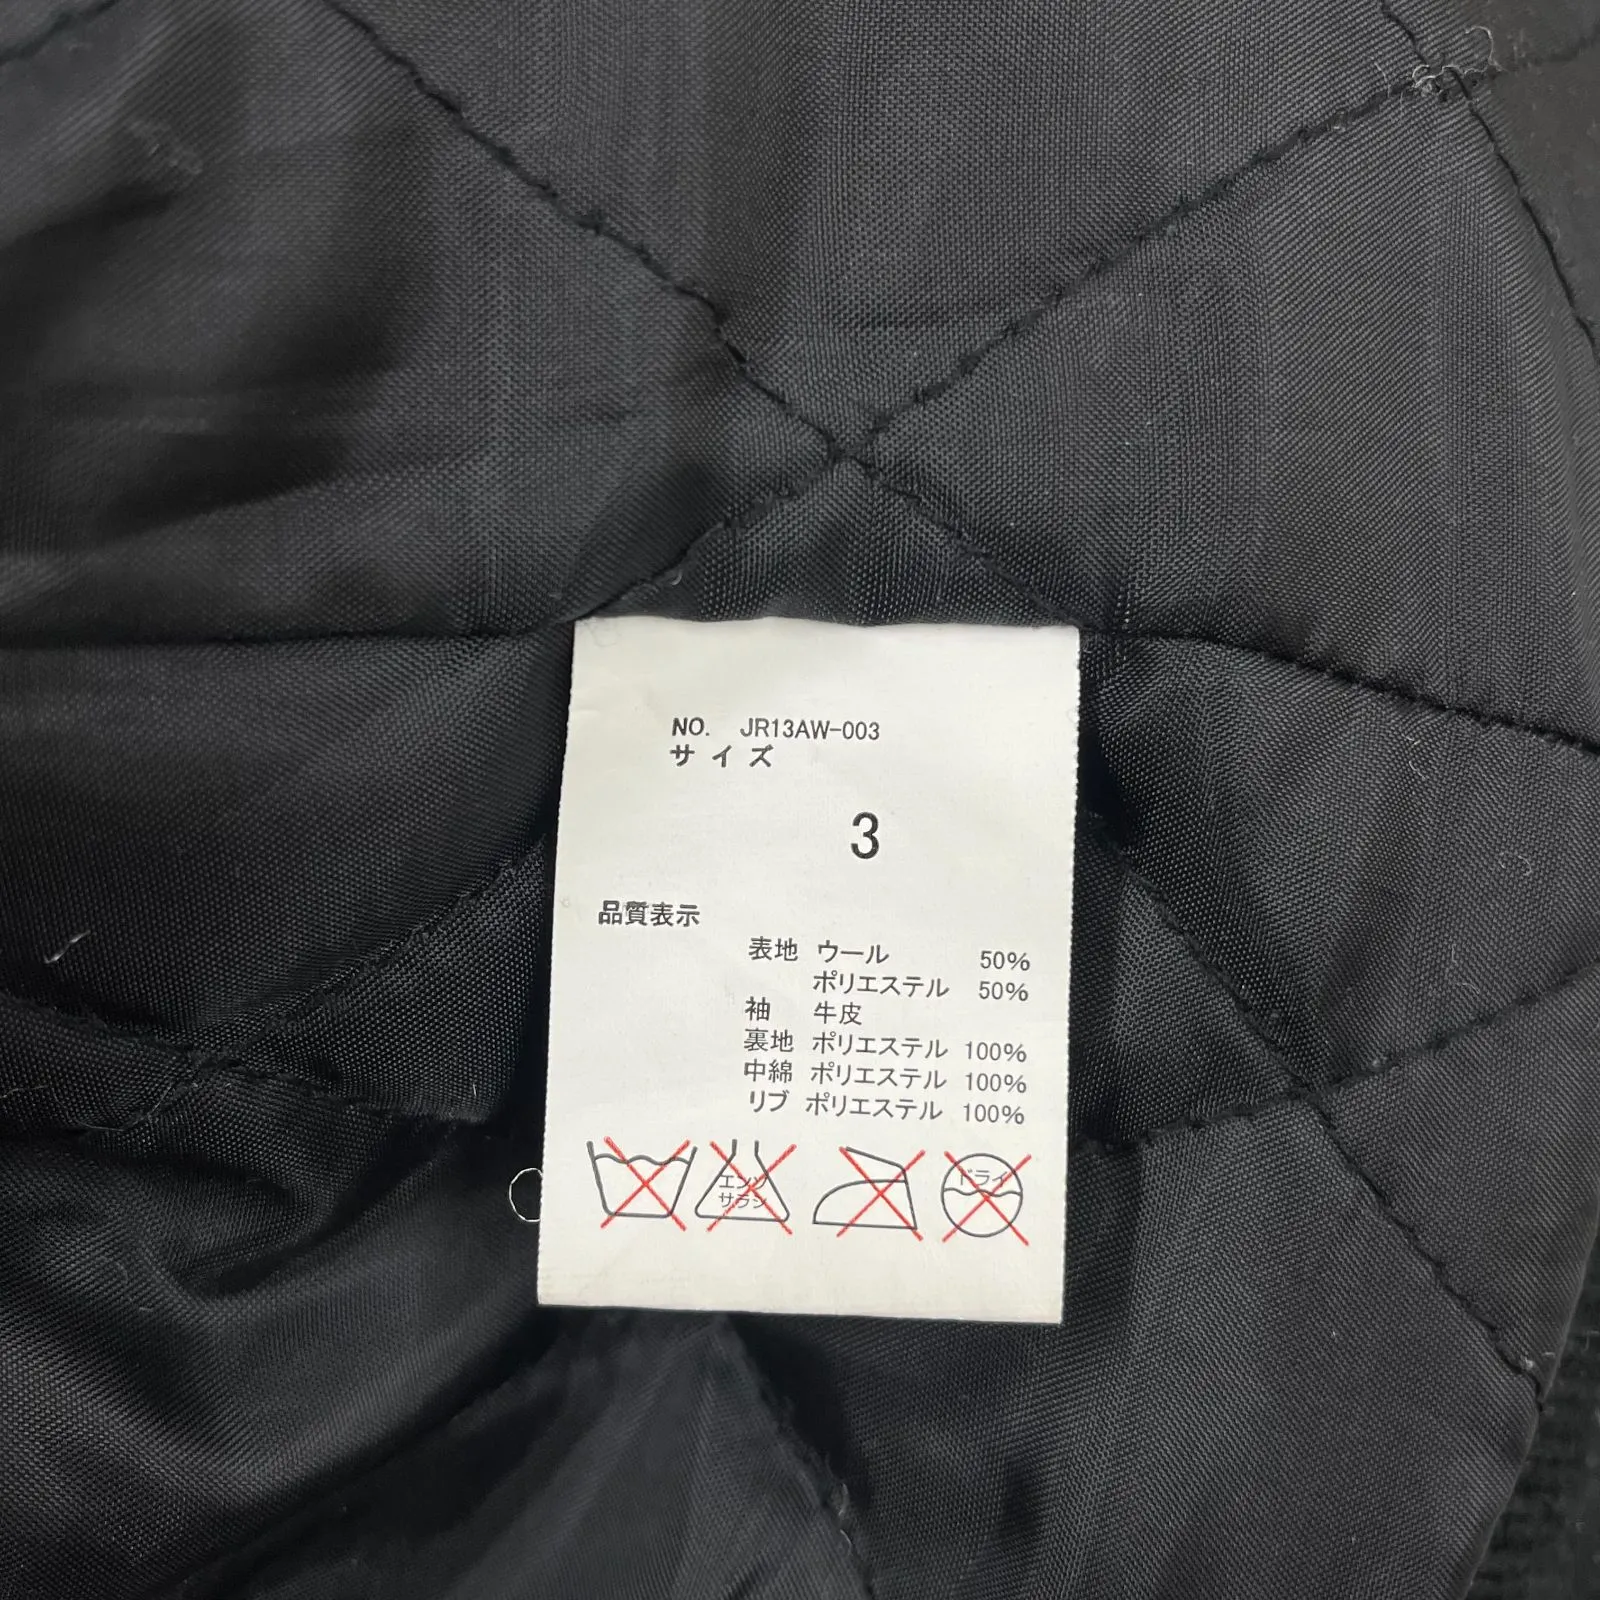 NO. JR13AW-003
サイズ
3
品質表示
表地 ウール 50%
ポリエステル 50%
袖 牛皮
裏地 ポリエステル 100%
中綿 ポリエステル 100%
リブ ポリエステル 100%
エンソ
サラシ
ドライ